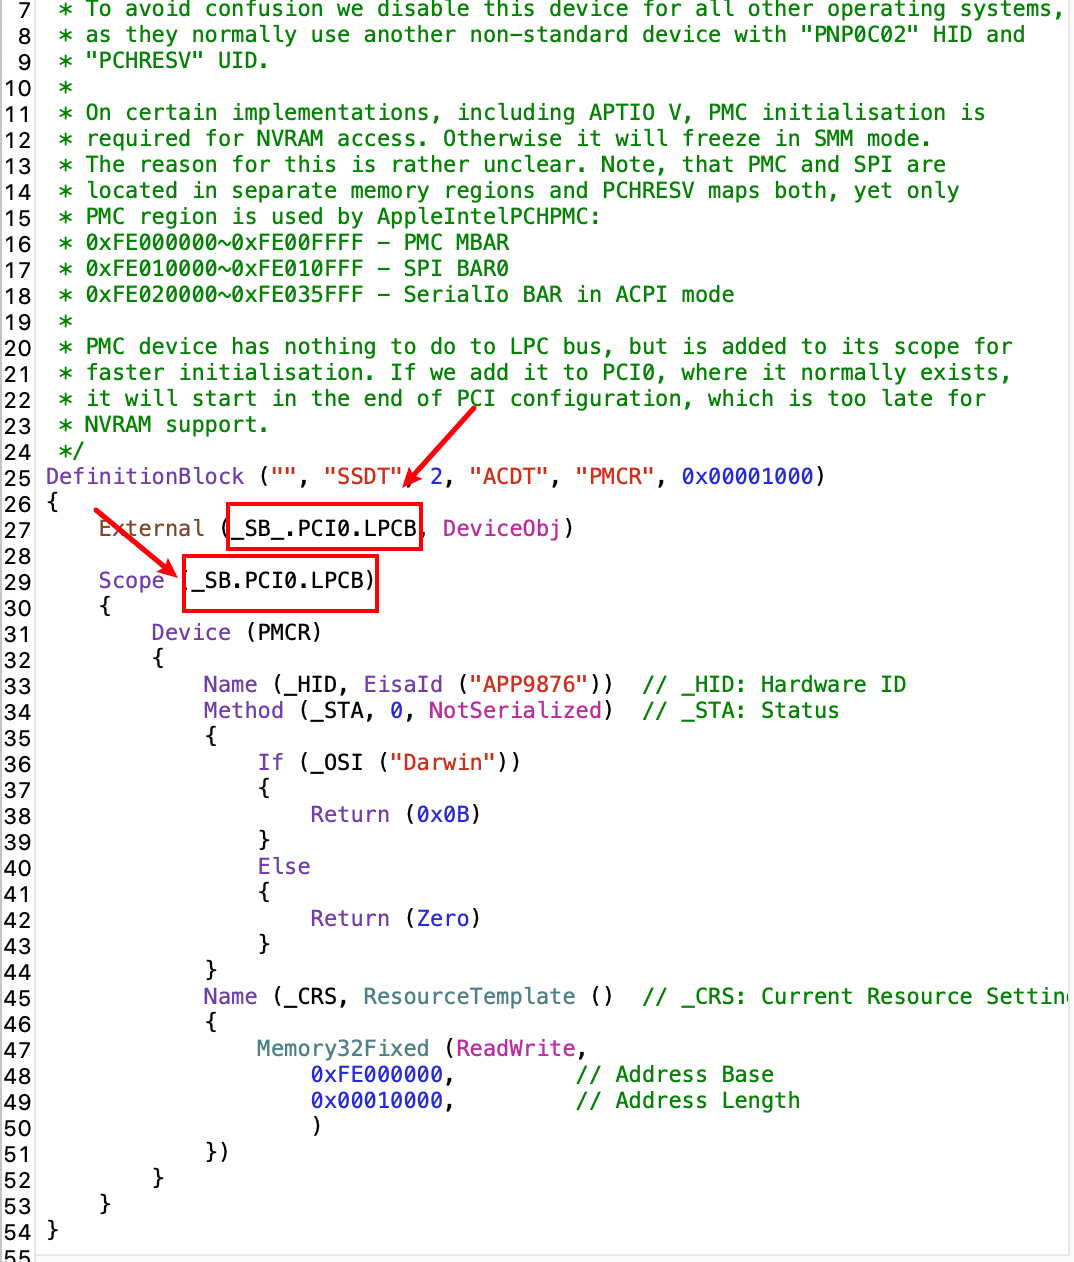 7 * To avoid confusion we disable this device for all other operating systems,
8 * as they normally use another non-standard device with "PNP0C02" HID and
9 * "PCHRESV" UID.
10 *
11 * On certain implementations, including APTIO V, PMC initialisation is
12 * required for NVRAM access. Otherwise it will freeze in SMM mode.
13 * The reason for this is rather unclear. Note, that PMC and SPI are
14 * located in separate memory regions and PCHRESV maps both, yet only
15 * PMC region is used by AppleIntelPCHPMC:
16 * 0xFE000000~0xFE00FFFF - PMC MBAR
17 * 0xFE010000~0xFE010FFF - SPI BAR0
18 * 0xFE020000~0xFE035FFF - SerialIo BAR in ACPI mode
19 *
20 * PMC device has nothing to do to LPC bus, but is added to its scope for
21 * faster initialisation. If we add it to PCI0, where it normally exists,
22 * it will start in the end of PCI configuration, which is too late for
23 * NVRAM support.
24 */
25 DefinitionBlock ("", "SSDT", 2, "ACDT", "PMCR", 0x00001000)
26 {
27 External (_SB_.PCI0.LPCB, DeviceObj)
28
29 Scope (_SB.PCI0.LPCB)
30 {
31 Device (PMCR)
32 {
33 Name (_HID, EisaId ("APP9876")) // _HID: Hardware ID
34 Method (_STA, 0, NotSerialized) // _STA: Status
35 {
36 If (_OSI ("Darwin"))
37 {
38 Return (0x0B)
39 }
40 Else
41 {
42 Return (Zero)
43 }
44 }
45 Name (_CRS, ResourceTemplate () // _CRS: Current Resource Settin
46 {
47 Memory32Fixed (ReadWrite,
48 0xFE000000, // Address Base
49 0x00010000, // Address Length
50 )
51 })
52 }
53 }
54 }
55